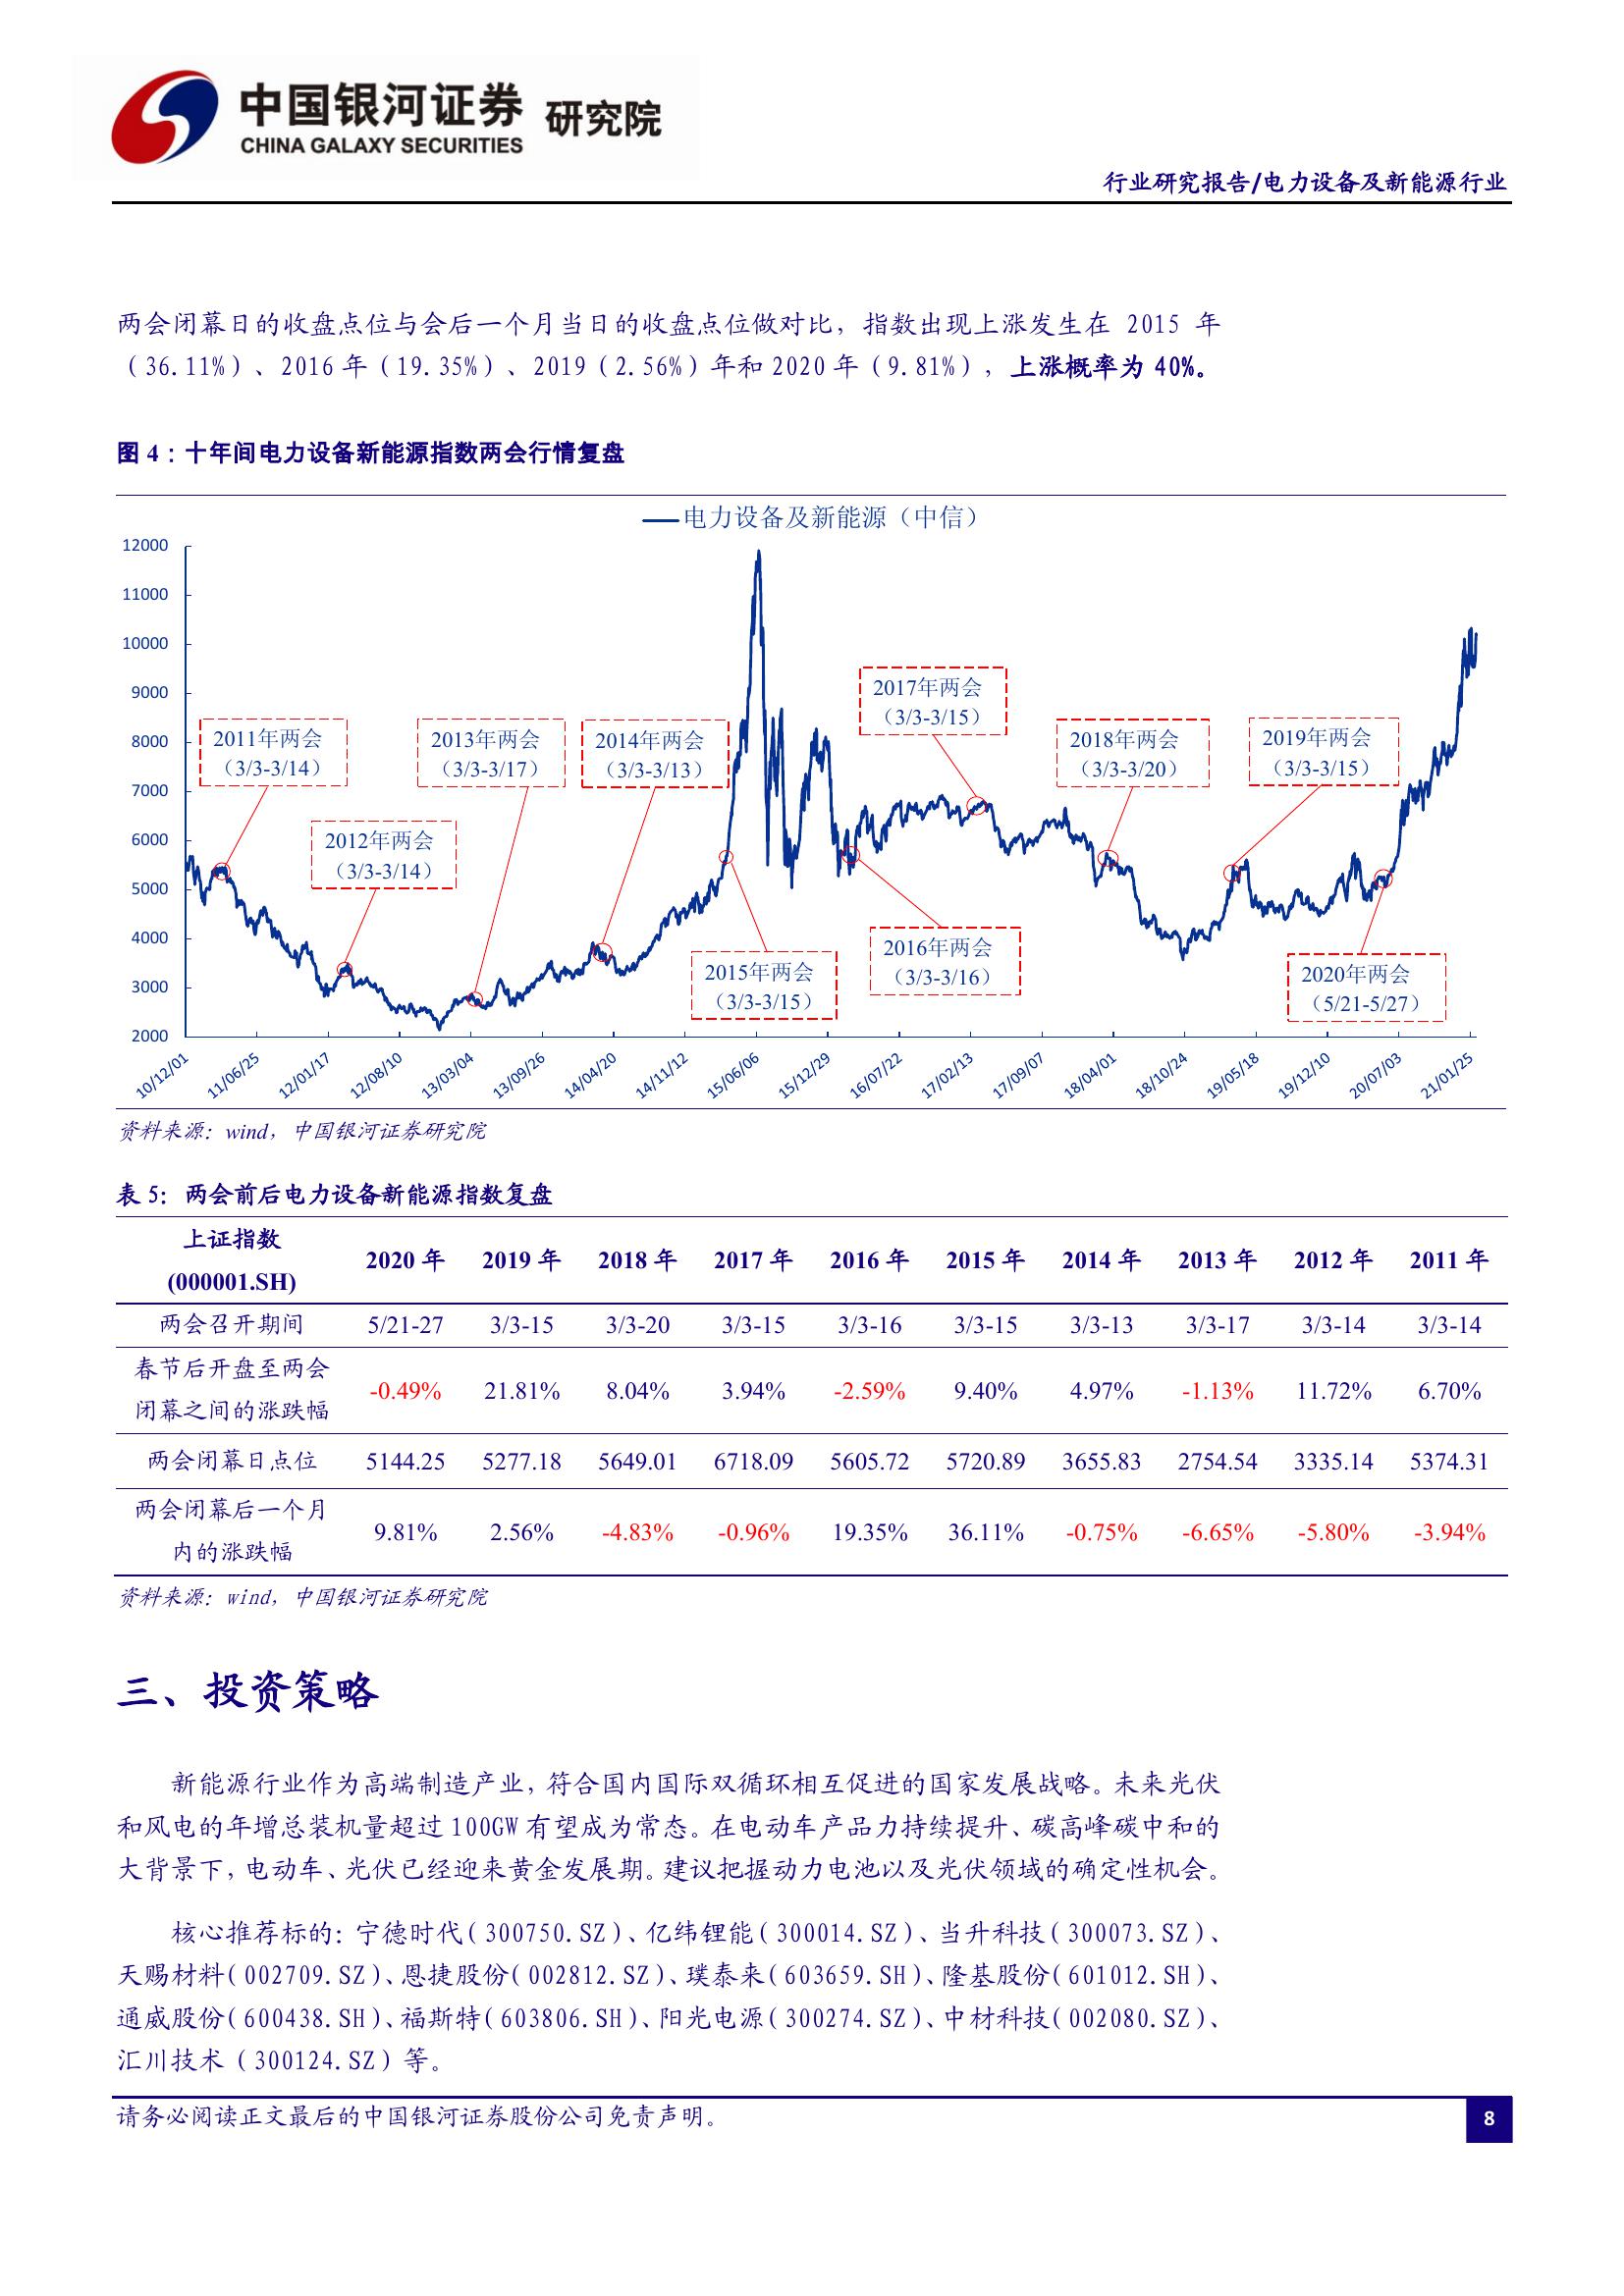 中国银河证券 研究院
CHINA GALAXY SECURITIES
行业研究报告/电力设备及新能源行业
两会闭幕日的收盘点位与会后一个月当日的收盘点位做对比，指数出现上涨发生在 2015 年
（36.11%）、2016 年（19.35%）、2019（2.56%）年和 2020 年（9.81%），上涨概率为 40%。
图 4：十年间电力设备新能源指数两会行情复盘
电力设备及新能源（中信）
12000
11000
10000
9000
8000
7000
6000
5000
4000
3000
2000
2011年两会
（3/3-3/14）
2012年两会
（3/3-3/14）
2013年两会
（3/3-3/17）
2014年两会
（3/3-3/13）
2015年两会
（3/3-3/15）
2016年两会
（3/3-3/16）
2017年两会
（3/3-3/15）
2018年两会
（3/3-3/20）
2019年两会
（3/3-3/15）
2020年两会
（5/21-5/27）
10/12/01 11/06/25 12/01/17 12/08/10 13/03/04 13/09/26 14/04/20 14/11/12 15/06/06 15/12/29 16/07/22 17/02/13 17/09/07 18/04/01 18/10/24 19/05/18 19/12/10 20/07/03 21/01/25
资料来源：wind，中国银河证券研究院
表 5：两会前后电力设备新能源指数复盘
上证指数
(000001.SH) 2020 年 2019 年 2018 年 2017 年 2016 年 2015 年 2014 年 2013 年 2012 年 2011 年
两会召开期间 5/21-27 3/3-15 3/3-20 3/3-15 3/3-16 3/3-15 3/3-13 3/3-17 3/3-14 3/3-14
春节后开盘至两会
闭幕之间的涨跌幅 -0.49% 21.81% 8.04% 3.94% -2.59% 9.40% 4.97% -1.13% 11.72% 6.70%
两会闭幕日点位 5144.25 5277.18 5649.01 6718.09 5605.72 5720.89 3655.83 2754.54 3335.14 5374.31
两会闭幕后一个月
内的涨跌幅 9.81% 2.56% -4.83% -0.96% 19.35% 36.11% -0.75% -6.65% -5.80% -3.94%
资料来源：wind，中国银河证券研究院
三、投资策略
新能源行业作为高端制造产业，符合国内国际双循环相互促进的国家发展战略。未来光伏
和风电的年增总装机量超过 100GW 有望成为常态。在电动车产品力持续提升、碳高峰碳中和的
大背景下，电动车、光伏已经迎来黄金发展期。建议把握动力电池以及光伏领域的确定性机会。
核心推荐标的：宁德时代（300750.SZ）、亿纬锂能（300014.SZ）、当升科技（300073.SZ）、
天赐材料（002709.SZ）、恩捷股份（002812.SZ）、璞泰来（603659.SH）、隆基股份（601012.SH）、
通威股份（600438.SH）、福斯特（603806.SH）、阳光电源（300274.SZ）、中材科技（002080.SZ）、
汇川技术（300124.SZ）等。
请务必阅读正文最后的中国银河证券股份公司免责声明。
8